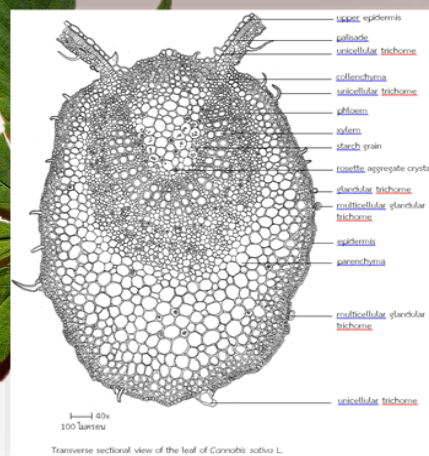 upper epidermis
palisade
unicellular trichome
collenchyma
unicellular trichome
phloem
xylem
starch grain
rosette aggregate crysta
glandular trichome
multicellular glandular
trichome
epidermis
parenchyma
multicellular glandular
trichome
unicellular trichome
40x
100 ไมครอน
Transverse sectional view of the leaf of Cannabis sativa L.